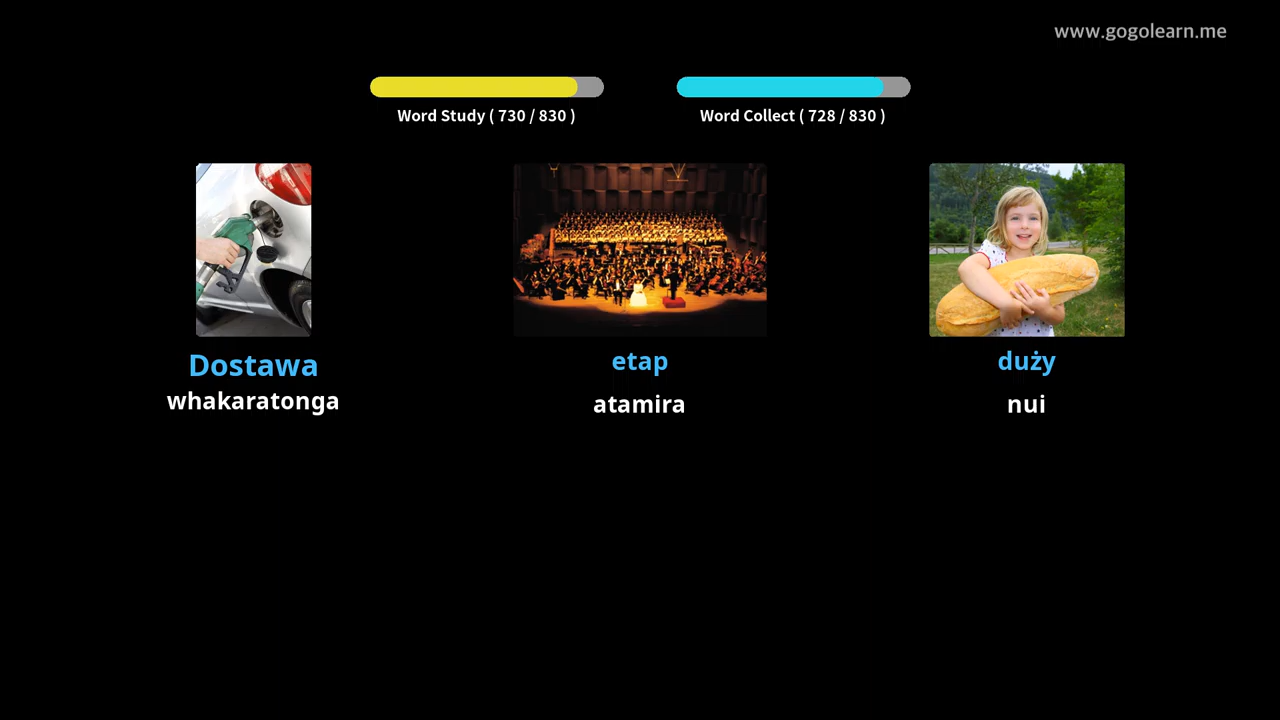 www.gogolearn.me
Word Study ( 730 / 830 )
Word Collect ( 728 / 830 )
Dostawa
whakaratonga
etap
atamira
duży
nui